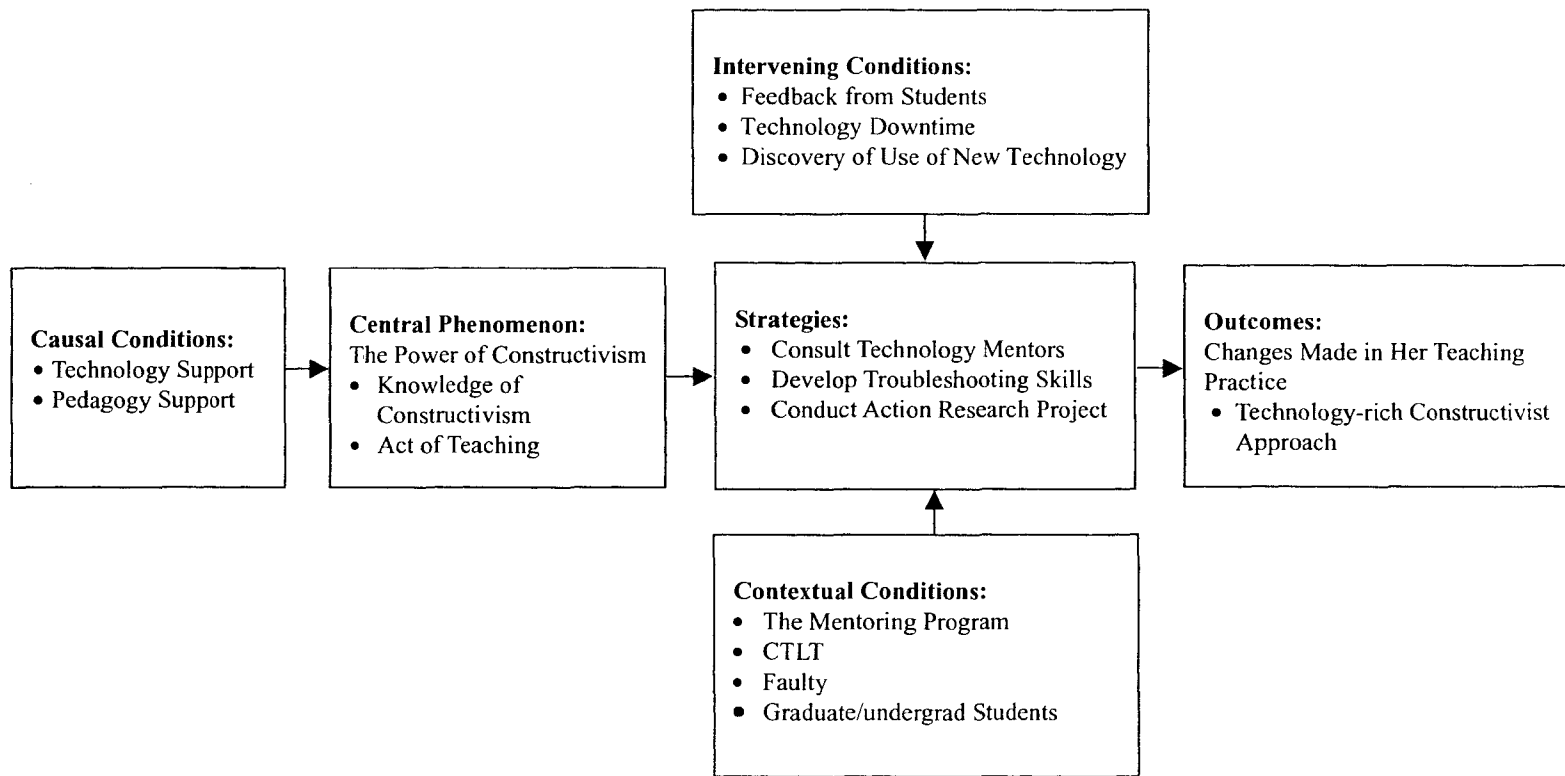 Intervening Conditions:
• Feedback from Students
• Technology Downtime
• Discovery of Use of New Technology
Causal Conditions:
• Technology Support
• Pedagogy Support
Central Phenomenon:
The Power of Constructivism
• Knowledge of
Constructivism
• Act of Teaching
Strategies:
• Consult Technology Mentors
• Develop Troubleshooting Skills
• Conduct Action Research Project
Outcomes:
Changes Made in Her Teaching
Practice
• Technology-rich Constructivist
Approach
Contextual Conditions:
• The Mentoring Program
• CTLT
• Faulty
• Graduate/undergrad Students